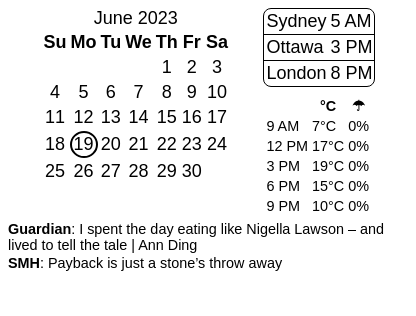 June 2023
Su Mo Tu We Th Fr Sa
1 2 3
4 5 6 7 8 9 10
11 12 13 14 15 16 17
18 19 20 21 22 23 24
25 26 27 28 29 30
Sydney 5 AM
Ottawa 3 PM
London 8 PM
°C ☂
9 AM 7°C 0%
12 PM 17°C 0%
3 PM 19°C 0%
6 PM 15°C 0%
9 PM 10°C 0%
Guardian: I spent the day eating like Nigella Lawson – and
lived to tell the tale | Ann Ding
SMH: Payback is just a stone’s throw away